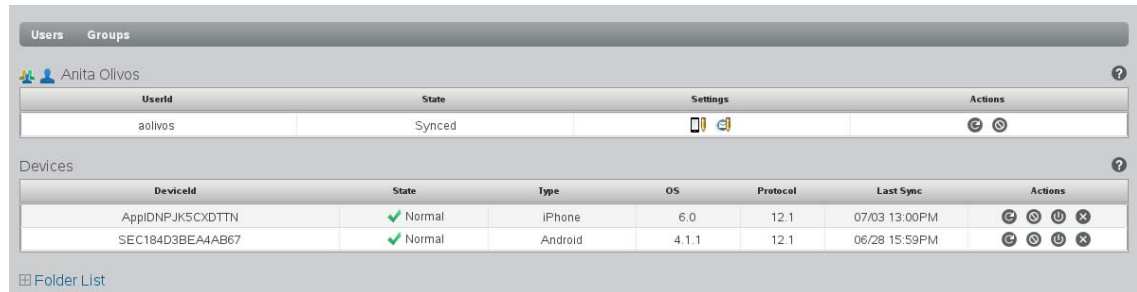 Users Groups
Anita Olivos
UserId State Settings Actions
aolivos Synced
Devices
DeviceId State Type OS Protocol Last Sync Actions
ApplDNPJK5CXDTTN Normal iPhone 6.0 12.1 07/03 13:00PM
SEC184D3BEA4AB67 Normal Android 4.1.1 12.1 06/28 15:59PM
Folder List